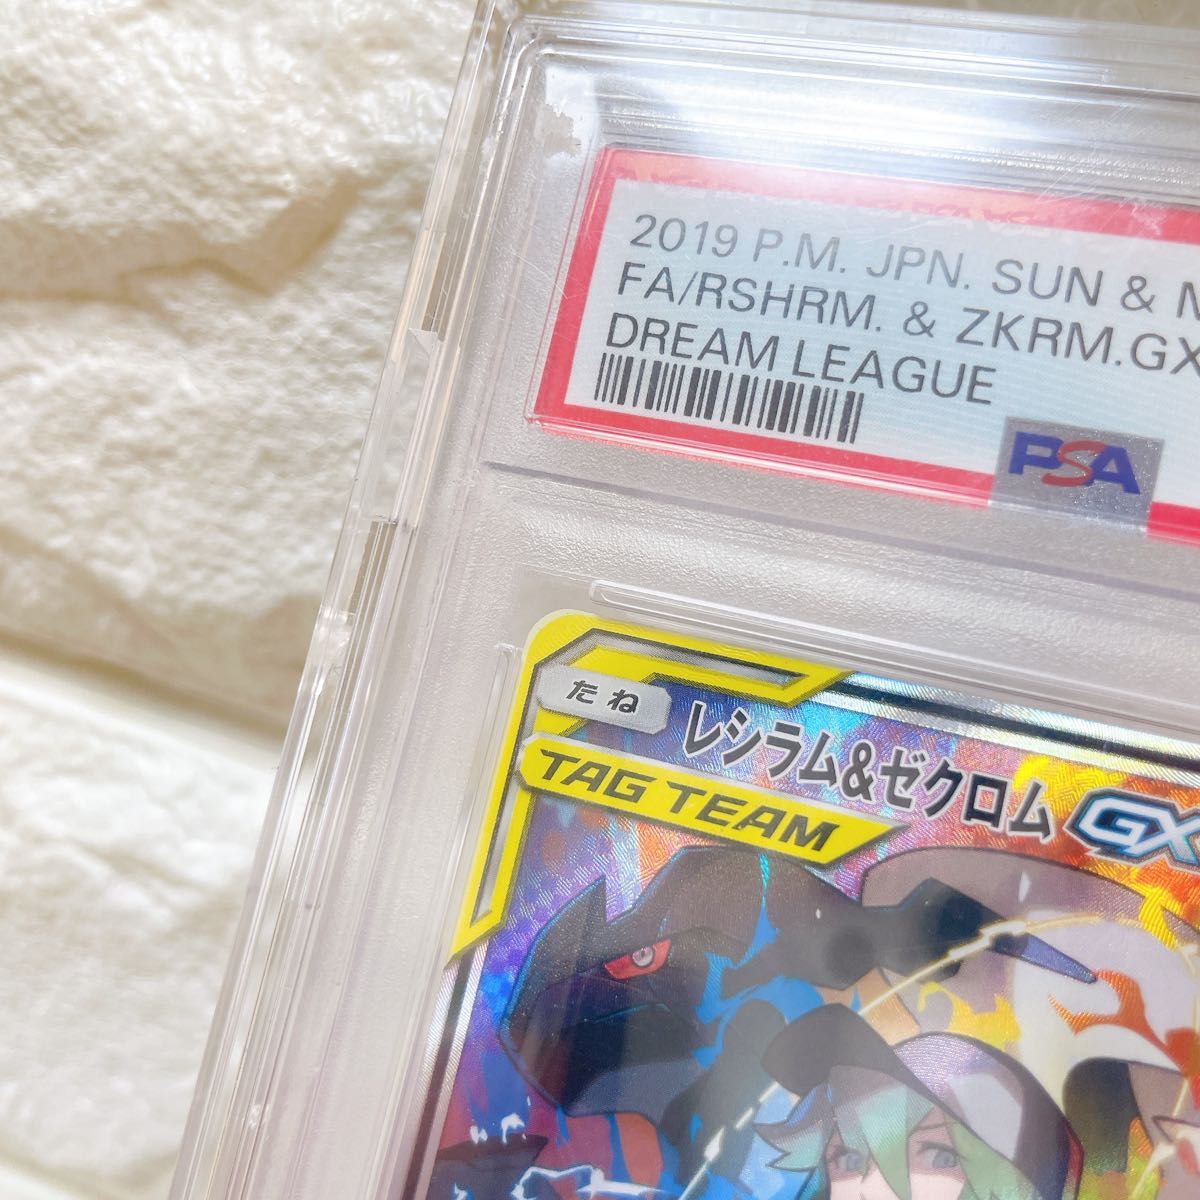 2019 P.M. JPN. SUN & M
FA/RSHRM. & ZKRM.GX
DREAM LEAGUE
PSA
たね
レシラム&ゼクロム GX
TAG TEAM